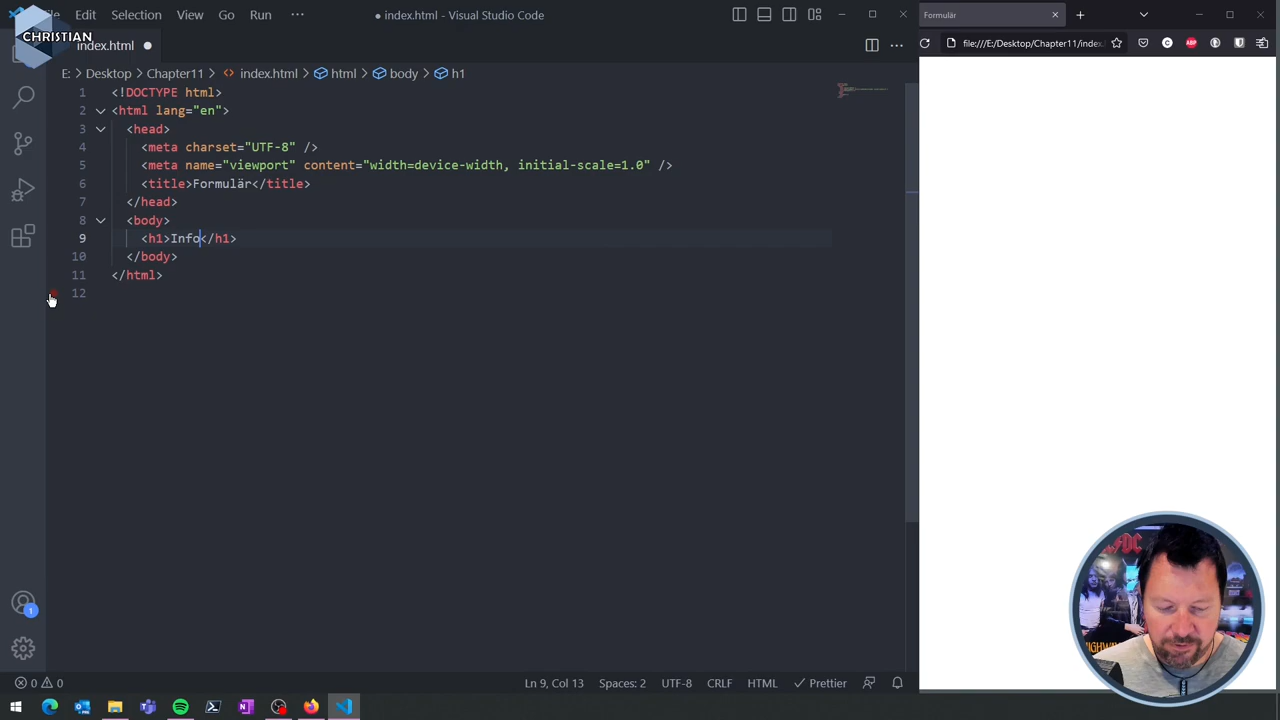 CHRISTIAN
Edit Selection View Go Run ···
● index.html - Visual Studio Code
index.html
E: > Desktop > Chapter11 > index.html > html > body > h1
1 <!DOCTYPE html>
2 <html lang="en">
3 <head>
4 <meta charset="UTF-8" />
5 <meta name="viewport" content="width=device-width, initial-scale=1.0" />
6 <title>Formulär</title>
7 </head>
8 <body>
9 <h1>Info</h1>
10 </body>
11 </html>
12
1
0 0
Ln 9, Col 13 Spaces: 2 UTF-8 CRLF HTML Prettier
Formulär
file:///E:/Desktop/Chapter11/index.
ABP